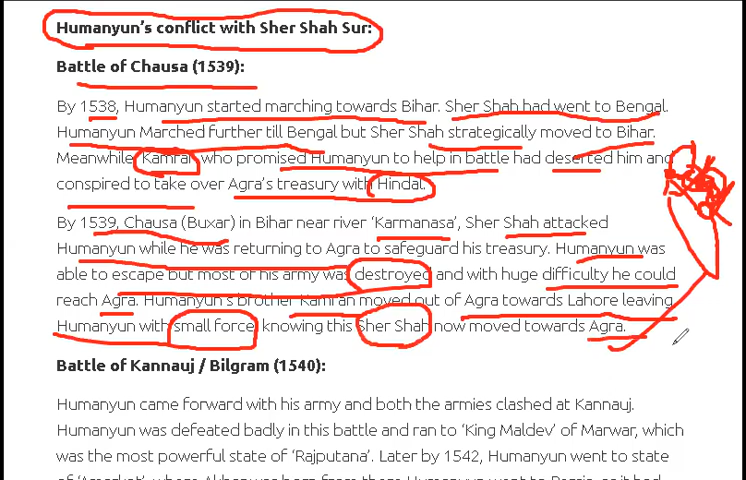 Humanyun's conflict with Sher Shah Sur:
Battle of Chausa (1539):
By 1538, Humanyun started marching towards Bihar. Sher Shah had went to Bengal.
Humanyun Marched further till Bengal but Sher Shah strategically moved to Bihar.
Meanwhile Kamran who promised Humanyun to help in battle had deserted him and
conspired to take over Agra's treasury with Hindal.
By 1539, Chausa (Buxar) in Bihar near river 'Karmanasa', Sher Shah attacked
Humanyun while he was returning to Agra to safeguard his treasury. Humanyun was
able to escape but most of his army was destroyed and with huge difficulty he could
reach Agra. Humanyun's brother Kamran moved out of Agra towards Lahore leaving
Humanyun with small force, knowing this Sher Shah now moved towards Agra.
Battle of Kannauj / Bilgram (1540):
Humanyun came forward with his army and both the armies clashed at Kannauj.
Humanyun was defeated badly in this battle and ran to 'King Maldev' of Marwar, which
was the most powerful state of 'Rajputana'. Later by 1542, Humanyun went to state